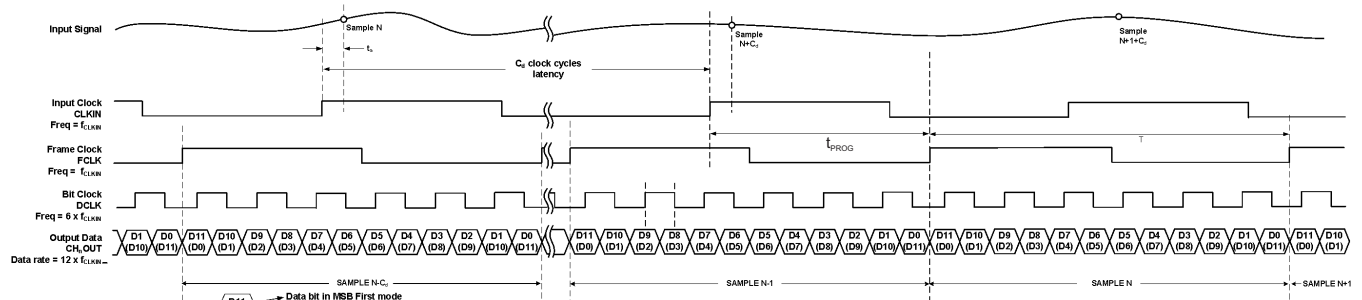 Input Signal
Sample N
tₐ
Sample
N+C_d
Sample
N+1+C_d
C_d clock cycles
latency
Input Clock
CLKIN
Freq = f_CLKIN
t_PROG
T
Frame Clock
FCLK
Freq = f_CLKIN
Bit Clock
DCLK
Freq = 6 x f_CLKIN
Output Data
CHₙOUT
Data rate = 12 x f_CLKIN
D1 D0 D11 D10 D9 D8 D7 D6 D5 D4 D3 D2 D1 D0 D11 D10 D9 D8 D7 D6 D5 D4 D3 D2 D1 D0 D11 D10 D9 D8 D7 D6 D5 D4 D3 D2 D1 D0 D11 D10
(D10) (D11) (D0) (D1) (D2) (D3) (D4) (D5) (D6) (D7) (D8) (D9) (D10) (D11) (D0) (D1) (D2) (D3) (D4) (D5) (D6) (D7) (D8) (D9) (D10) (D11) (D0) (D1) (D2) (D3) (D4) (D5) (D6) (D7) (D8) (D9) (D10) (D11) (D0) (D1)
SAMPLE N-C_d
SAMPLE N-1
SAMPLE N
SAMPLE N+1
D11
Data bit in MSB First mode